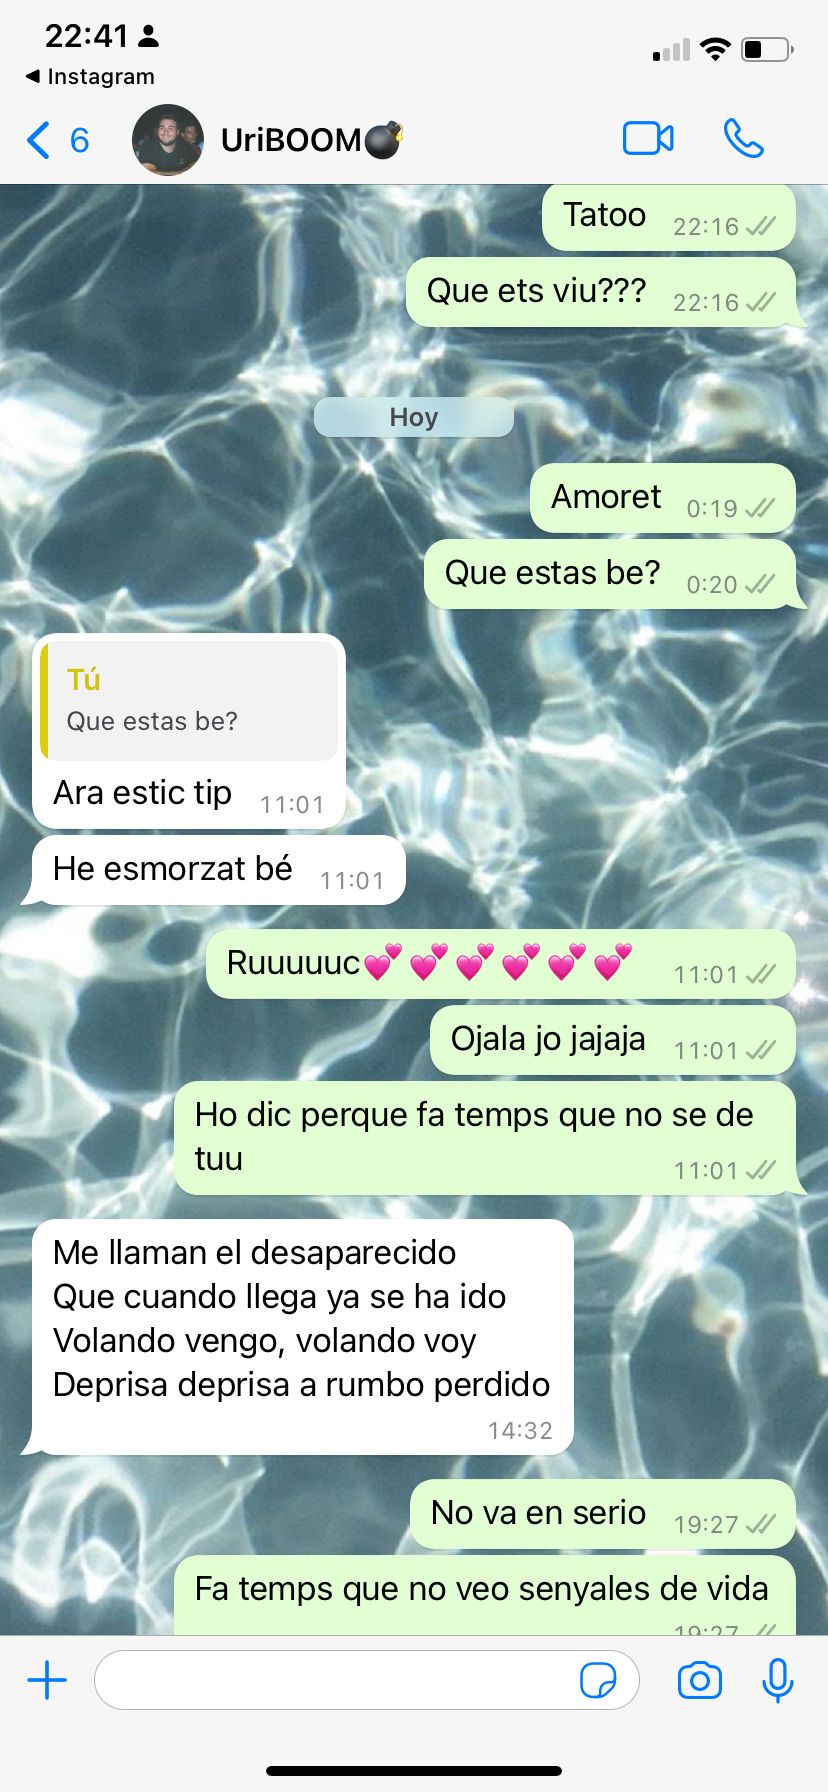 22:41
Instagram
6
UriBOOM💣
Tatoo 22:16
Que ets viu??? 22:16
Hoy
Amoret 0:19
Que estas be? 0:20
Tú
Que estas be?
Ara estic tip 11:01
He esmorzat bé 11:01
Ruuuuuc💕💕💕💕💕💕 11:01
Ojala jo jajaja 11:01
Ho dic perque fa temps que no se de
tuu 11:01
Me llaman el desaparecido
Que cuando llega ya se ha ido
Volando vengo, volando voy
Deprisa deprisa a rumbo perdido
14:32
No va en serio 19:27
Fa temps que no veo senyales de vida
19:27